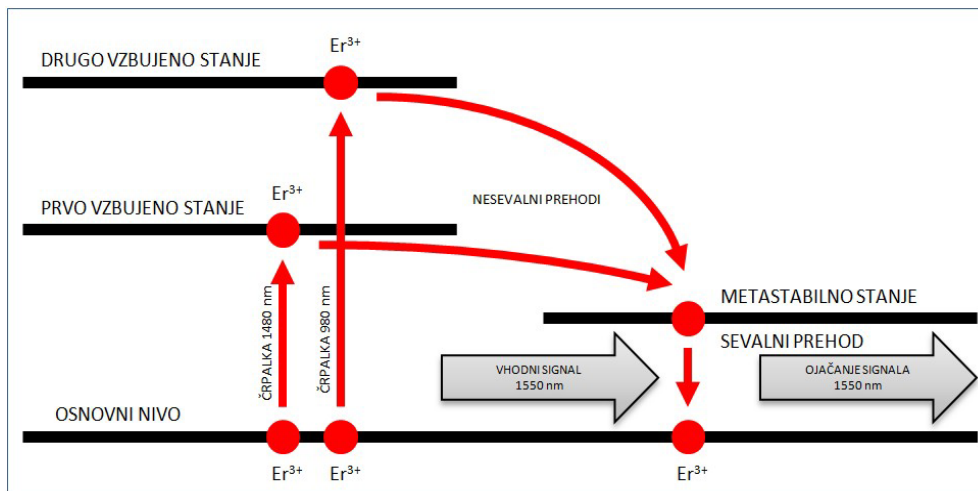 Er³⁺
DRUGO VZBUJENO STANJE
Er³⁺
PRVO VZBUJENO STANJE
NESEVALNI PREHODI
ČRPALKA 1480 nm
ČRPALKA 980 nm
METASTABILNO STANJE
SEVALNI PREHOD
VHODNI SIGNAL
1550 nm
OJAČANJE SIGNALA
1550 nm
OSNOVNI NIVO
Er³⁺
Er³⁺
Er³⁺